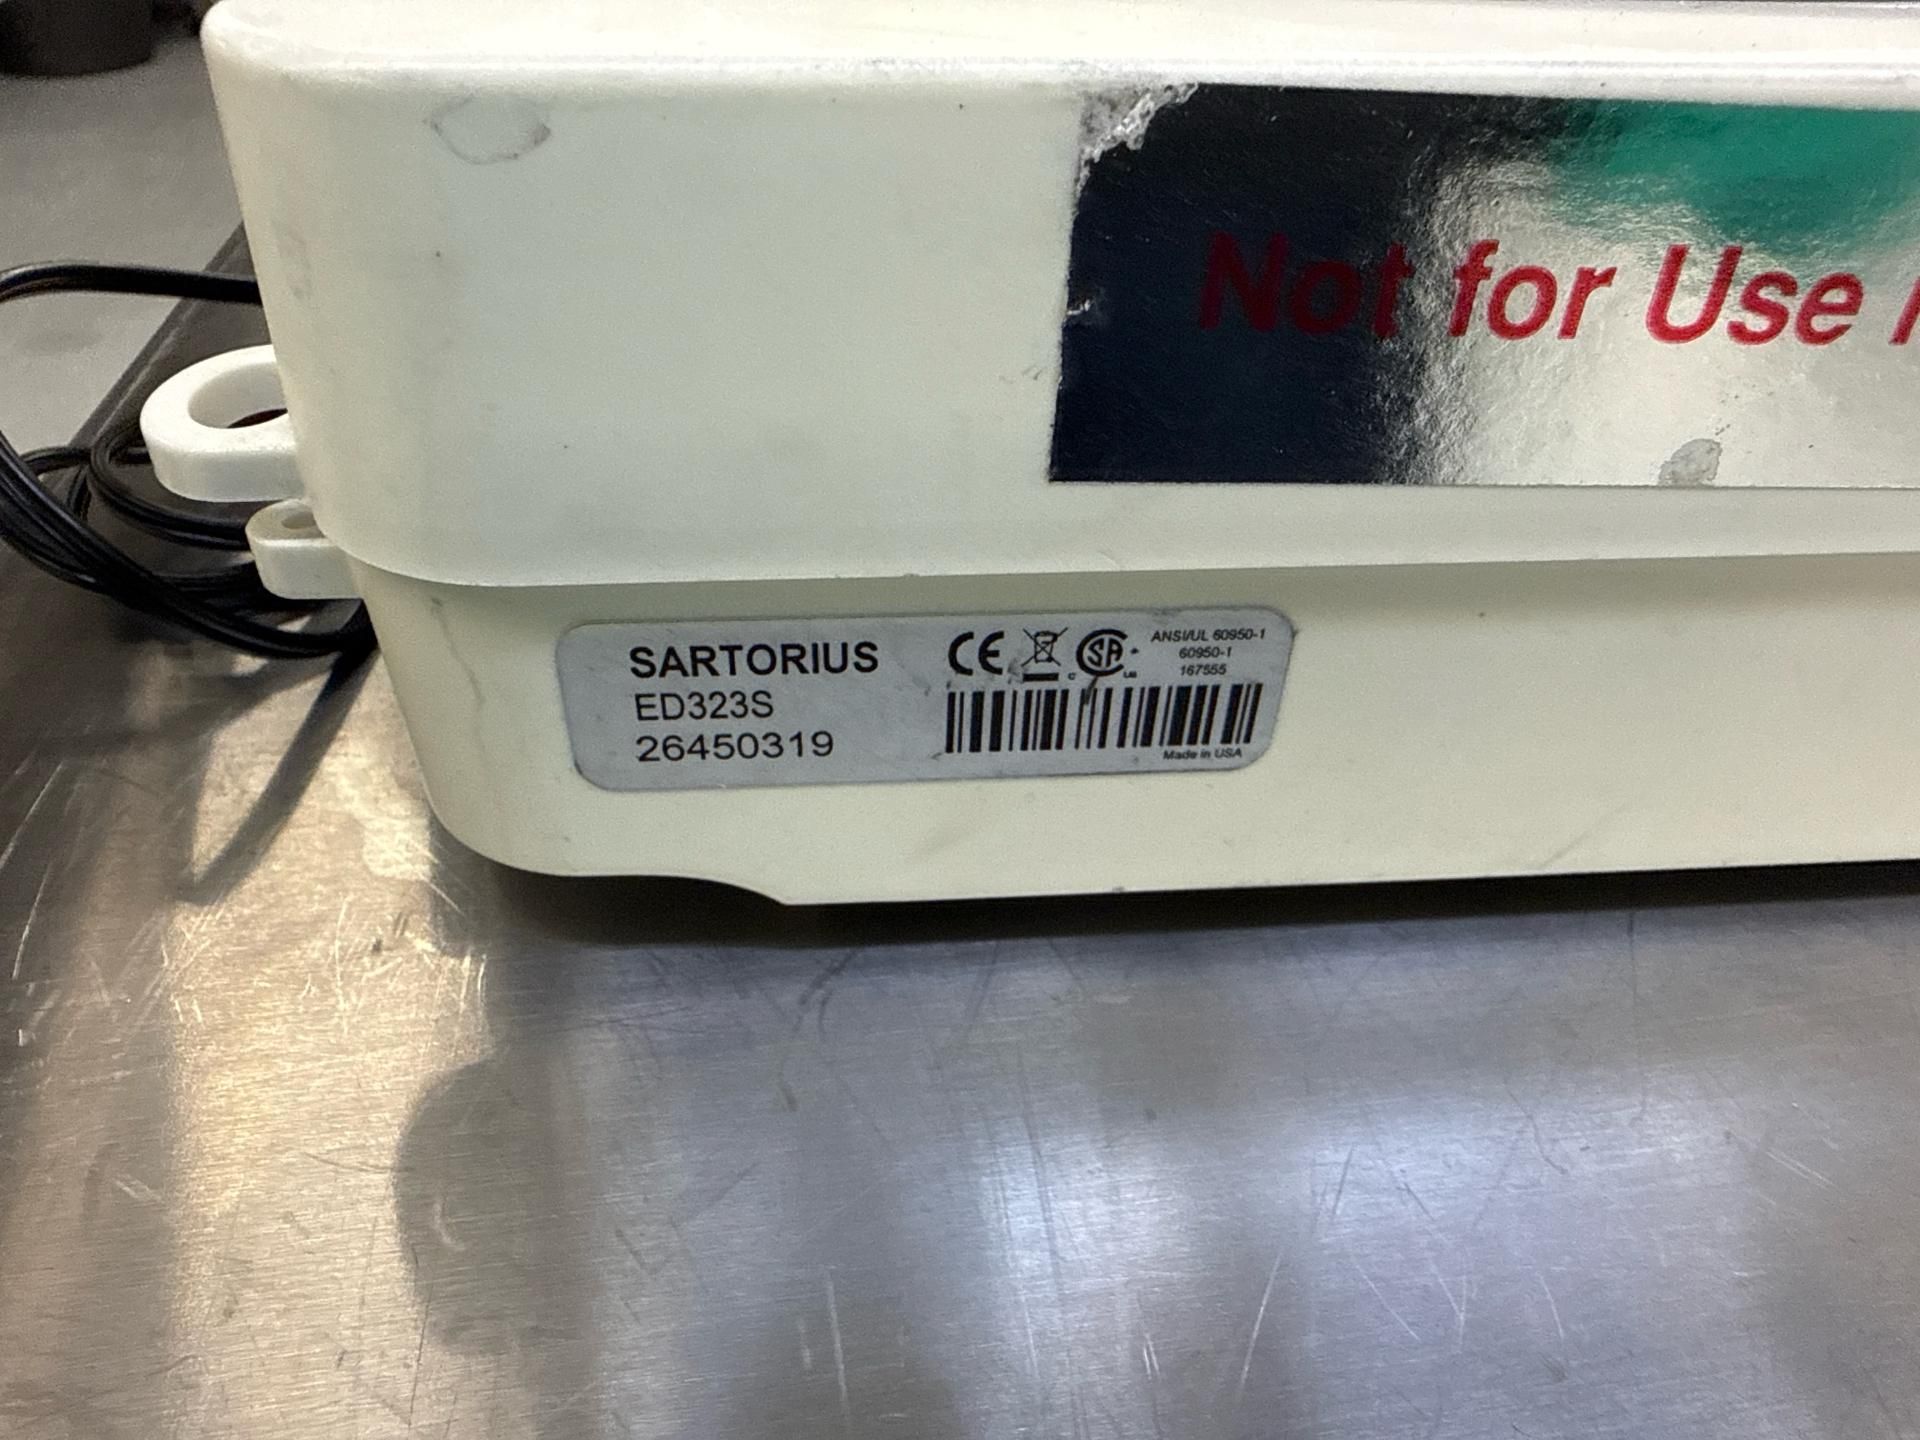 Not for Use
SARTORIUS
ED323S
26450319
CE
ANSI/UL 60950-1
60950-1
167555
Made in USA